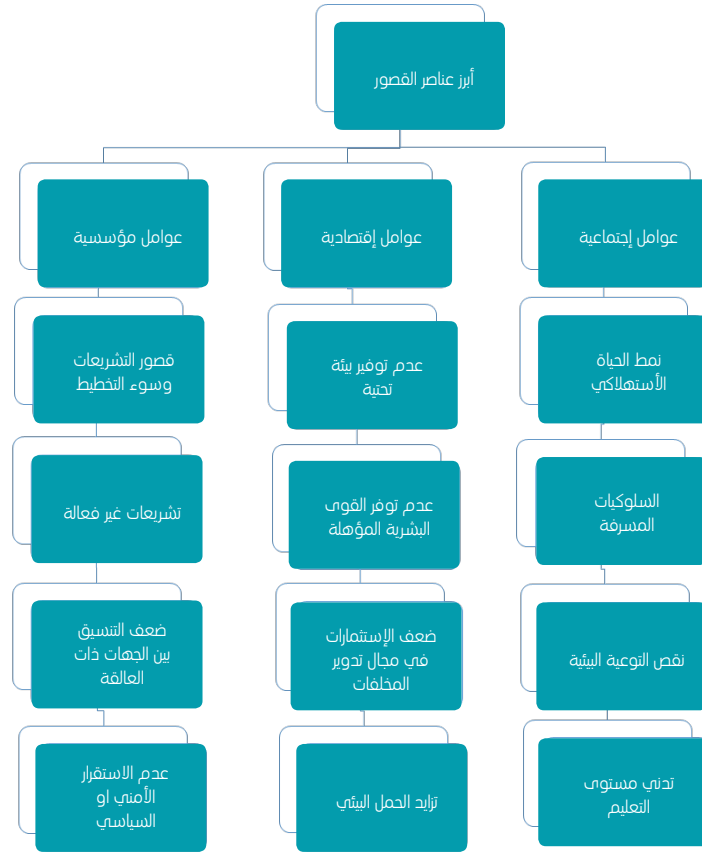 أبرز عناصر القصور
عوامل إجتماعية
نمط الحياة
الأستهلاكي
السلوكيات
المسرفة
نقص التوعية البيئية
تدني مستوى
التعليم
عوامل إقتصادية
عدم توفير بيئة
تحتية
عدم توفر القوى
البشرية المؤهلة
ضعف الإستثمارات
في مجال تدوير
المخلفات
تزايد الحمل البيئي
عوامل مؤسسية
قصور التشريعات
وسوء التخطيط
تشريعات غير فعالة
ضعف التنسيق
بين الجهات ذات
العالقة
عدم الاستقرار
الأمني او
السياسي